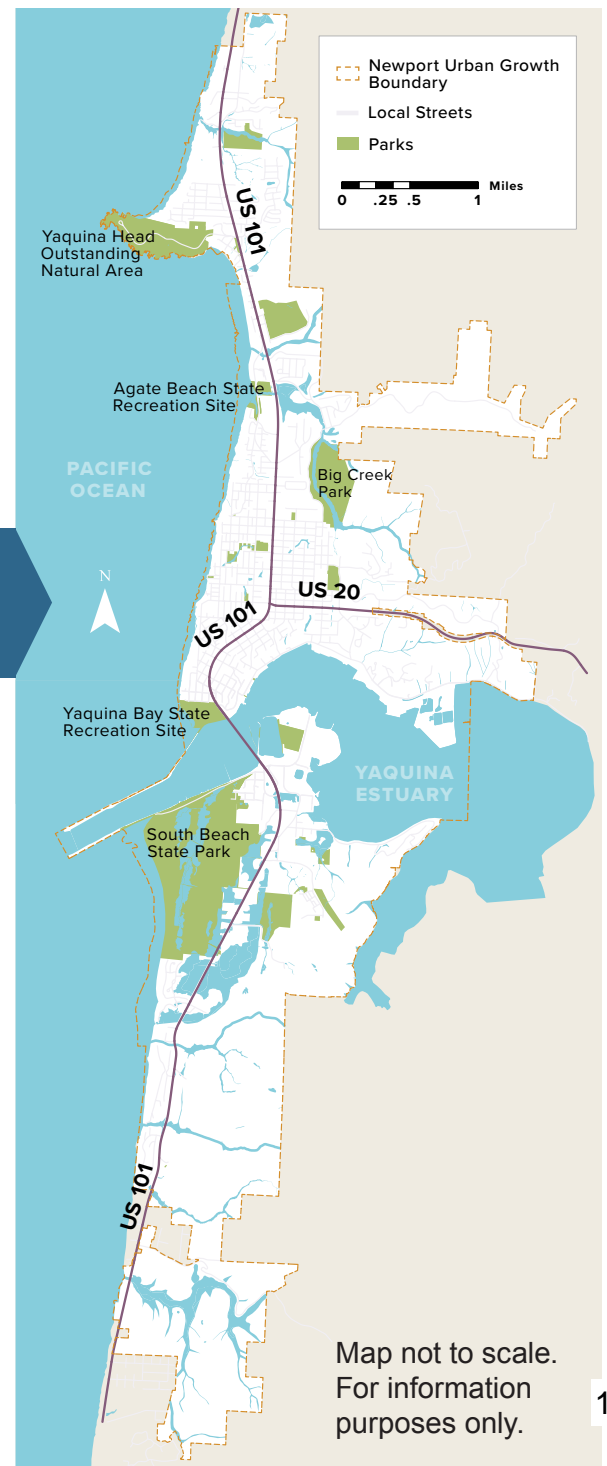 Newport Urban Growth
Boundary
Local Streets
Parks
Miles
0 .25 .5 1
US 101
Yaquina Head
Outstanding
Natural Area
Agate Beach State
Recreation Site
PACIFIC
OCEAN
Big Creek
Park
N
US 20
US 101
Yaquina Bay State
Recreation Site
YAQUINA
ESTUARY
South Beach
State Park
US 101
Map not to scale.
For information
purposes only.
1